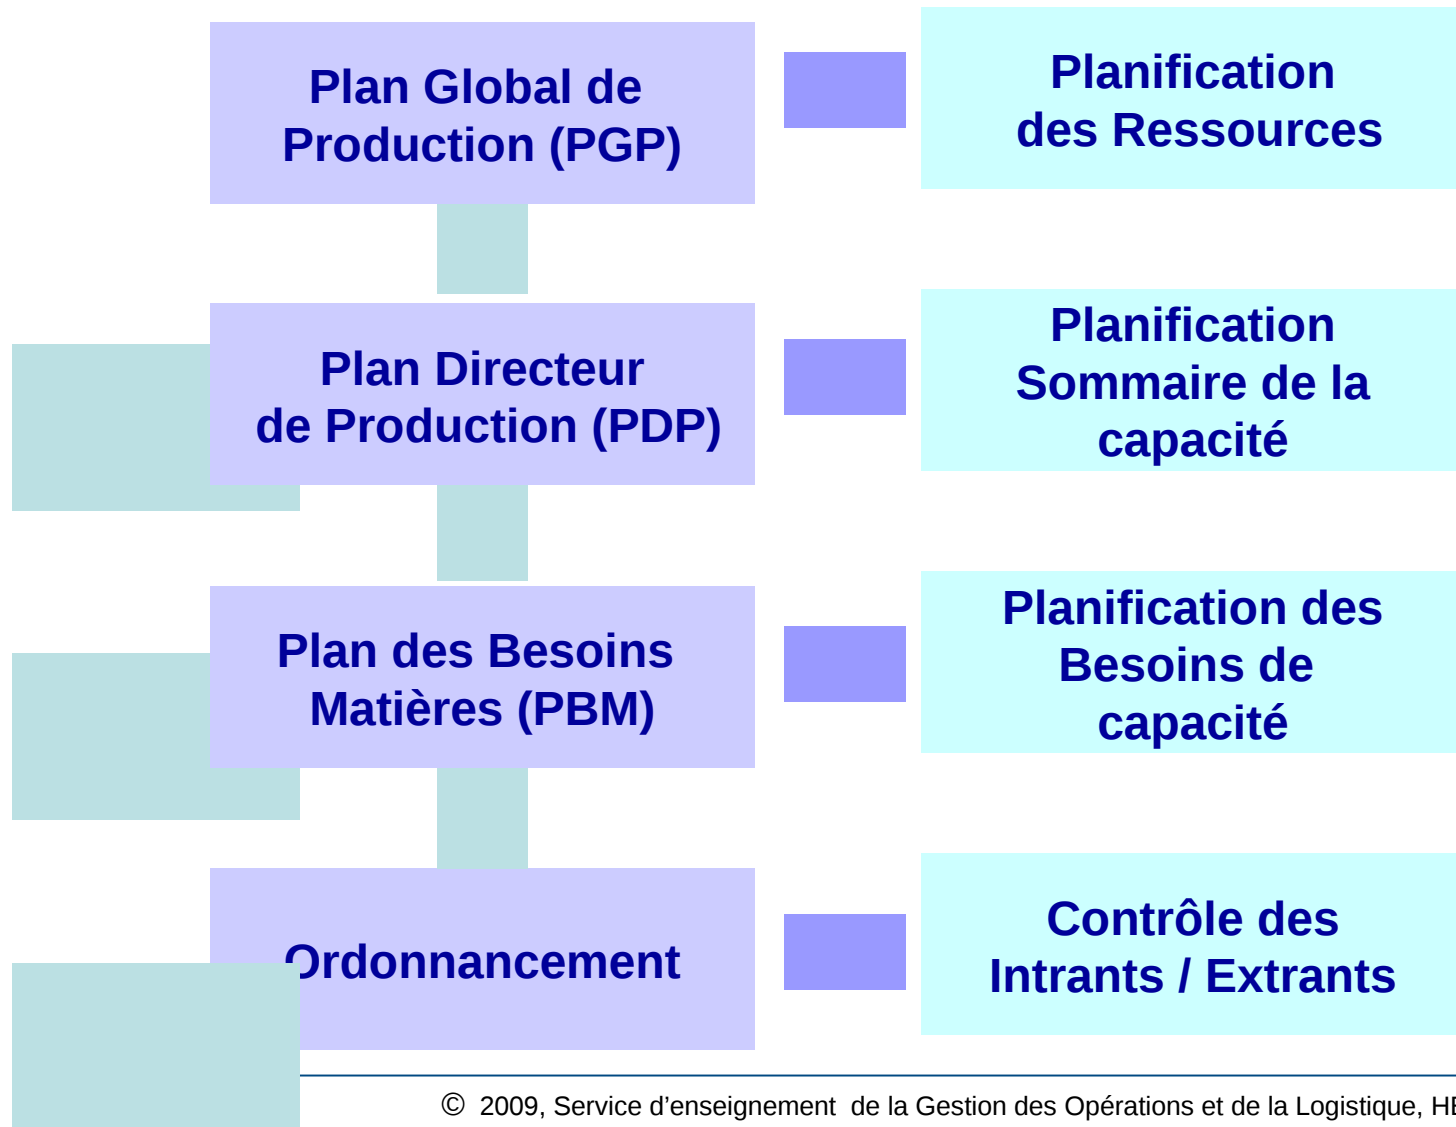 Plan Global de
Production (PGP)
Planification
des Ressources
Plan Directeur
de Production (PDP)
Planification
Sommaire de la
capacité
Plan des Besoins
Matières (PBM)
Planification des
Besoins de
capacité
Ordonnancement
Contrôle des
Intrants / Extrants
© 2009, Service d’enseignement de la Gestion des Opérations et de la Logistique,